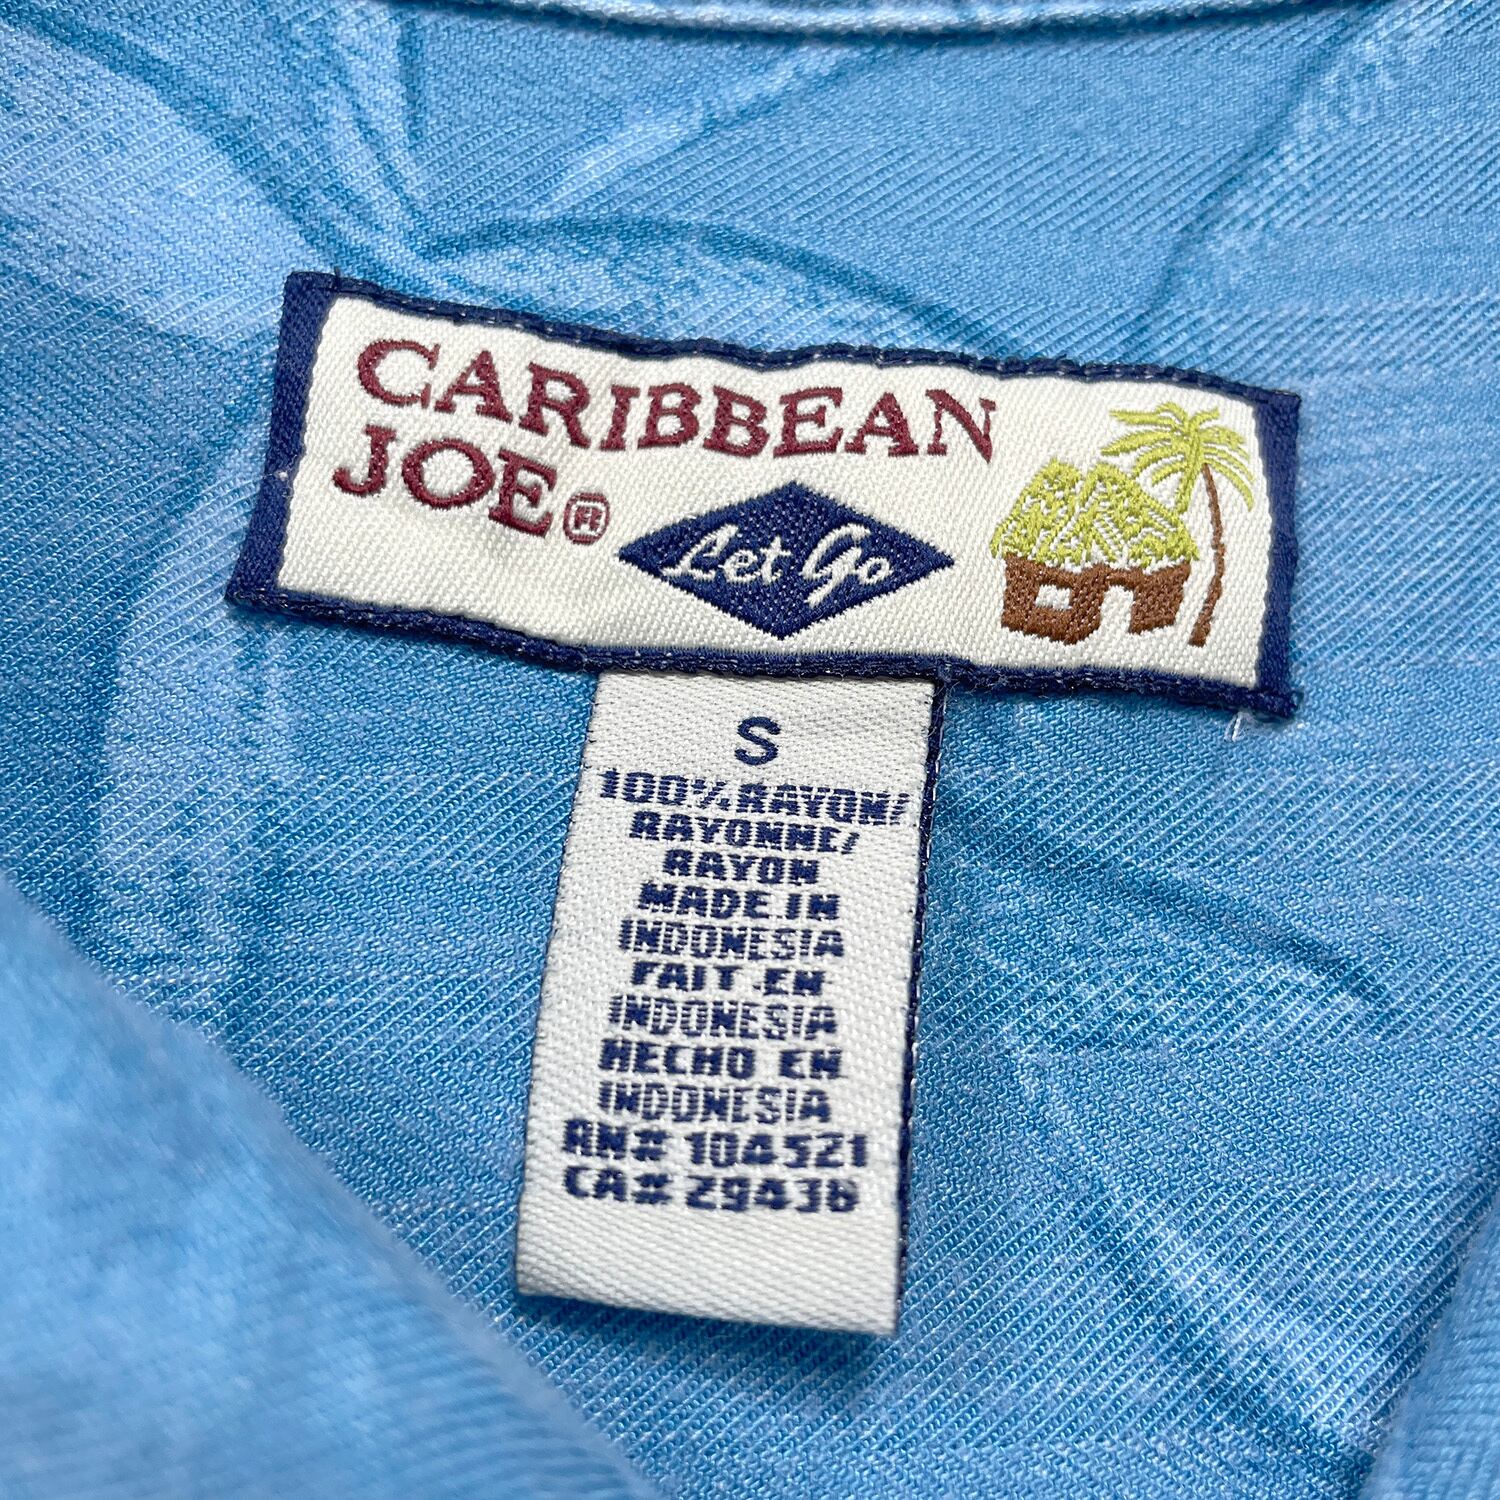 CARIBBEAN
JOE®
Let Go
S
100% RAYON/
RAYONNE/
RAYON
MADE IN
INDONESIA
FAIT EN
INDONESIA
HECHO EN
INDONESIA
RN# 104521
CA# 29436